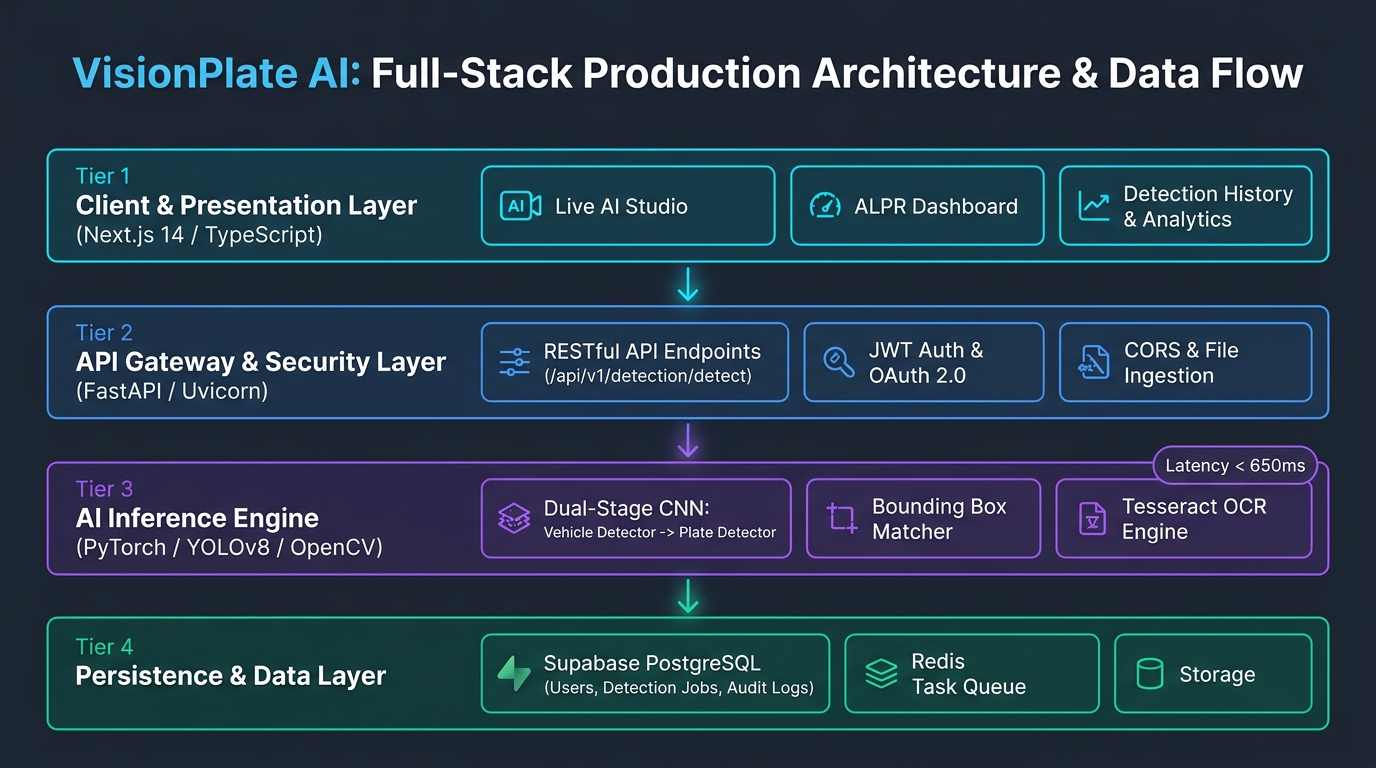 VisionPlate AI: Full-Stack Production Architecture & Data Flow
Tier 1
Client & Presentation Layer
(Next.js 14 / TypeScript)
AI
Live AI Studio
ALPR Dashboard
Detection History
& Analytics
Tier 2
API Gateway & Security Layer
(FastAPI / Uvicorn)
RESTful API Endpoints
(/api/v1/detection/detect)
JWT Auth &
OAuth 2.0
CORS & File
Ingestion
Tier 3
AI Inference Engine
(PyTorch / YOLOv8 / OpenCV)
Dual-Stage CNN:
Vehicle Detector -> Plate Detector
Bounding Box
Matcher
Latency < 650ms
Tesseract OCR
Engine
Tier 4
Persistence & Data Layer
Supabase PostgreSQL
(Users, Detection Jobs, Audit Logs)
Redis
Task Queue
Storage